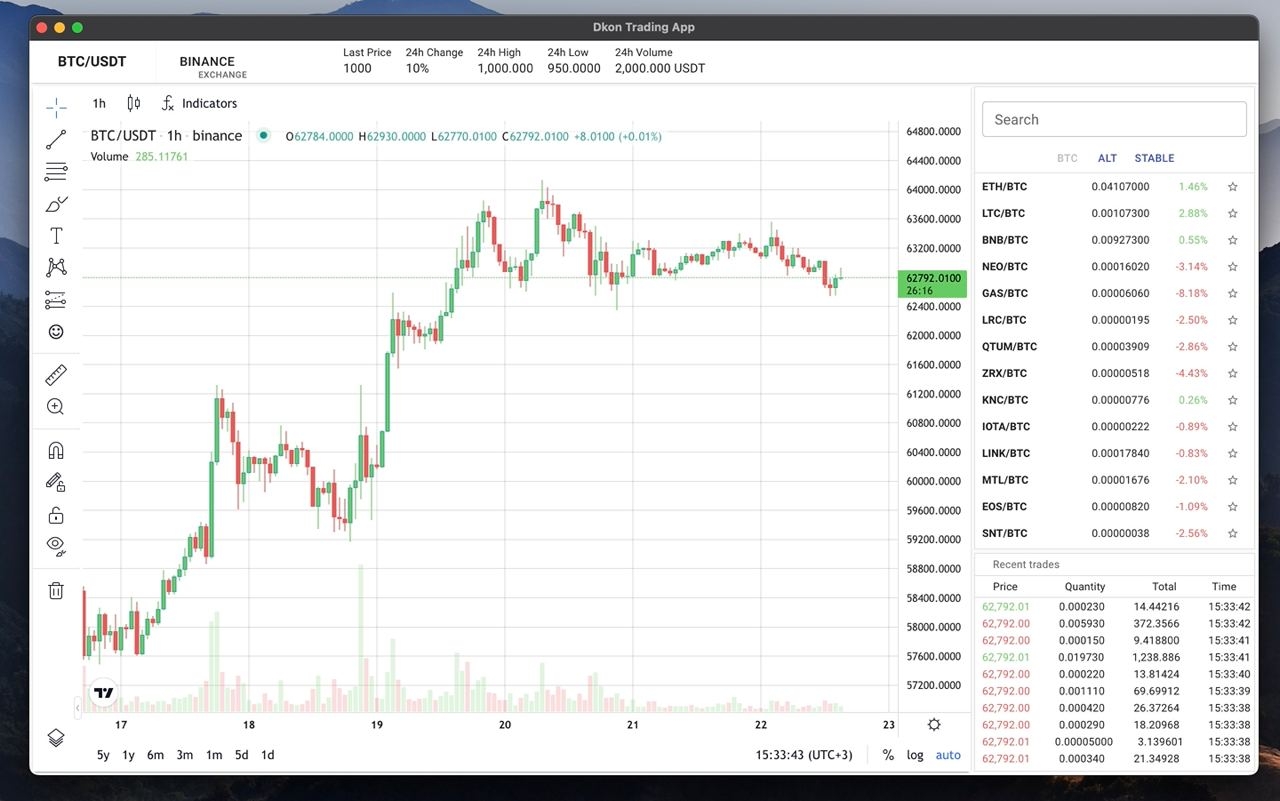 Dkon Trading App
BTC/USDT
BINANCE
EXCHANGE
Last Price 24h Change 24h High 24h Low 24h Volume
1000 10% 1,000.000 950.0000 2,000.000 USDT
1h Indicators
BTC/USDT · 1h · binance O62784.0000 H62930.0000 L62770.0100 C62792.0100 +8.0100 (+0.01%)
Volume 285.11761
64800.0000
64400.0000
64000.0000
63600.0000
63200.0000
62792.0100
26:16
62400.0000
62000.0000
61600.0000
61200.0000
60800.0000
60400.0000
60000.0000
59600.0000
59200.0000
58800.0000
58400.0000
58000.0000
57600.0000
57200.0000
17 18 19 20 21 22 23
5y 1y 6m 3m 1m 5d 1d 15:33:43 (UTC+3) % log auto
Search
BTC ALT STABLE
ETH/BTC 0.04107000 1.46%
LTC/BTC 0.00107300 2.88%
BNB/BTC 0.00927300 0.55%
NEO/BTC 0.00016020 -3.14%
GAS/BTC 0.00006060 -8.18%
LRC/BTC 0.00000195 -2.50%
QTUM/BTC 0.00003909 -2.86%
ZRX/BTC 0.00000518 -4.43%
KNC/BTC 0.00000776 0.26%
IOTA/BTC 0.00000222 -0.89%
LINK/BTC 0.00017840 -0.83%
MTL/BTC 0.00001676 -2.10%
EOS/BTC 0.00000820 -1.09%
SNT/BTC 0.00000038 -2.56%
Recent trades
Price Quantity Total Time
62,792.01 0.000230 14.44216 15:33:42
62,792.00 0.005930 372.3566 15:33:42
62,792.00 0.000150 9.418800 15:33:41
62,792.01 0.019730 1,238.886 15:33:41
62,792.00 0.000220 13.81424 15:33:40
62,792.00 0.001110 69.69912 15:33:39
62,792.00 0.000420 26.37264 15:33:38
62,792.00 0.000290 18.20968 15:33:38
62,792.01 0.00005000 3.139601 15:33:38
62,792.01 0.000340 21.34928 15:33:38